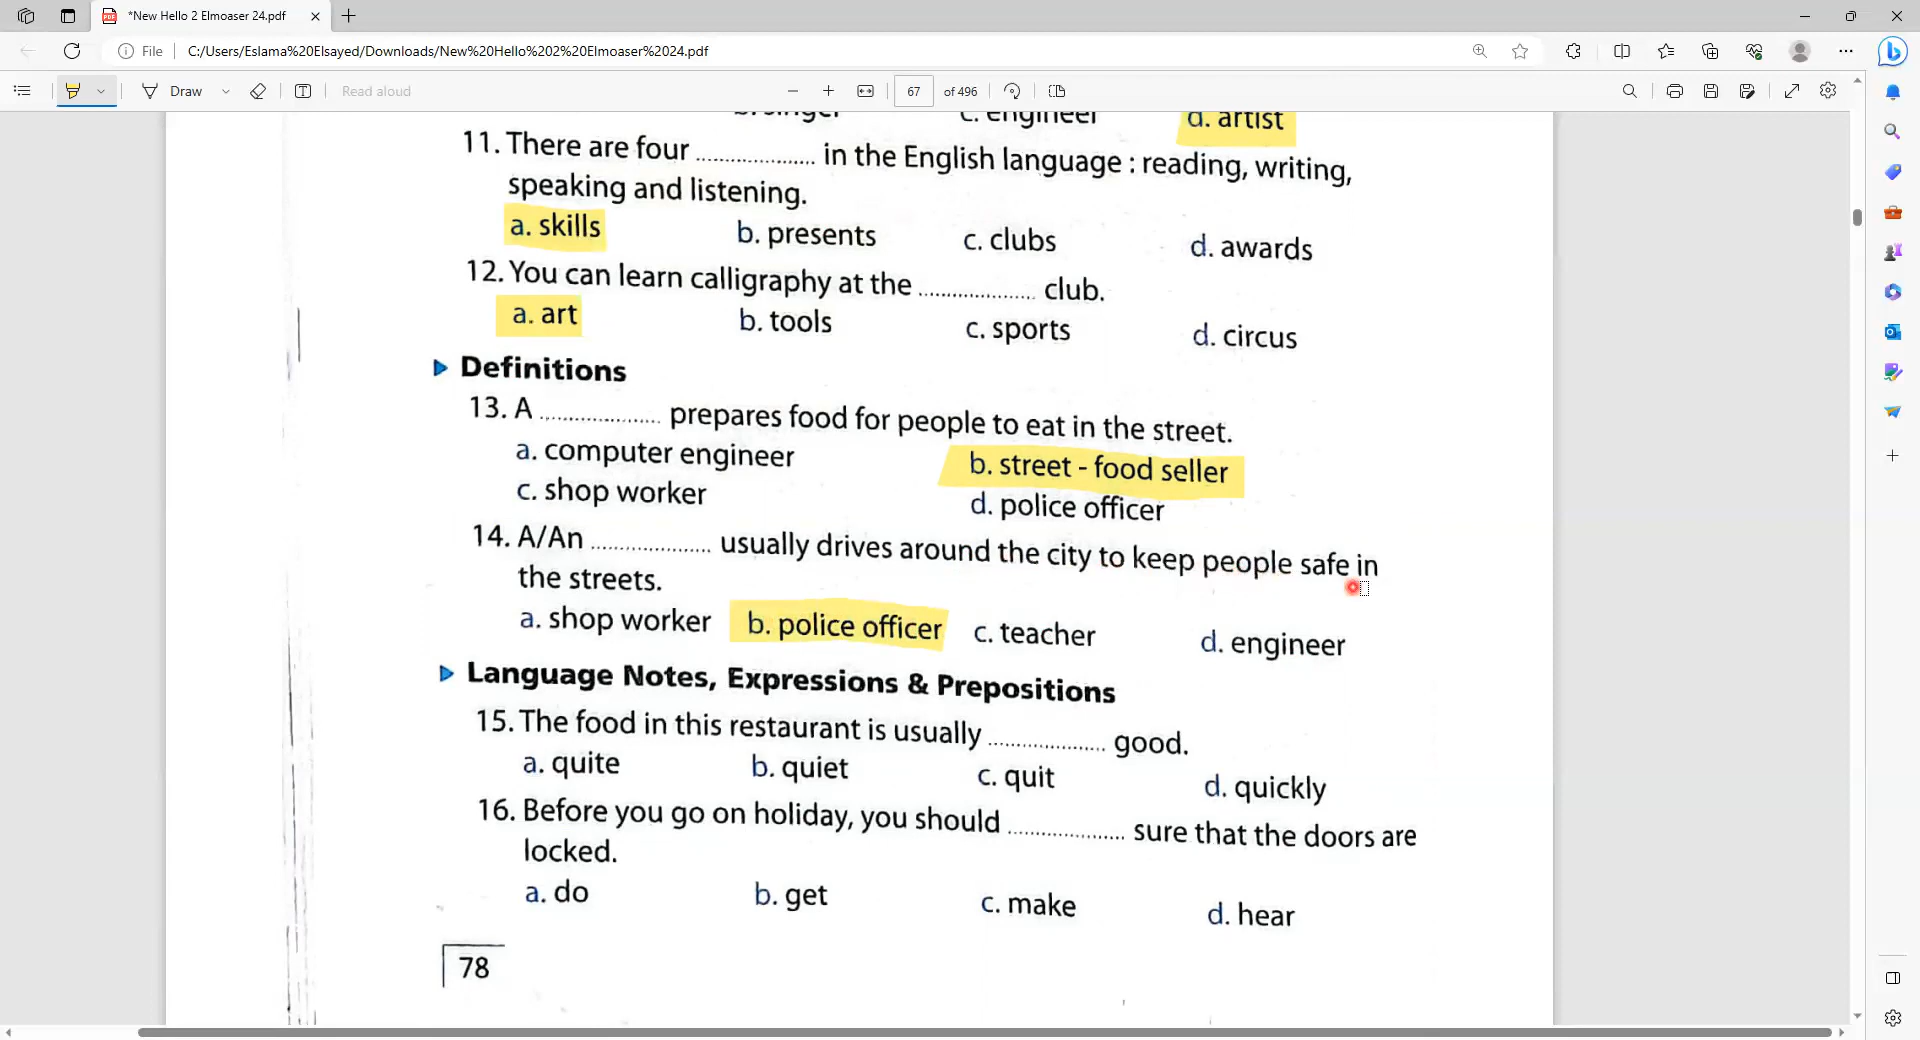 *New Hello 2 Elmoaser 24.pdf
File
C:/Users/Eslama%20Elsayed/Downloads/New%20Hello%202%20Elmoaser%2024.pdf
Draw
Read aloud
67
of 496
b. singer c. engineer d. artist
11. There are four .................... in the English language : reading, writing,
speaking and listening.
a. skills b. presents c. clubs d. awards
12. You can learn calligraphy at the .................... club.
a. art b. tools c. sports d. circus
Definitions
13. A .................... prepares food for people to eat in the street.
a. computer engineer b. street - food seller
c. shop worker d. police officer
14. A/An .................... usually drives around the city to keep people safe in
the streets.
a. shop worker b. police officer c. teacher d. engineer
Language Notes, Expressions & Prepositions
15. The food in this restaurant is usually .................... good.
a. quite b. quiet c. quit d. quickly
16. Before you go on holiday, you should .................... sure that the doors are
locked.
a. do b. get c. make d. hear
78